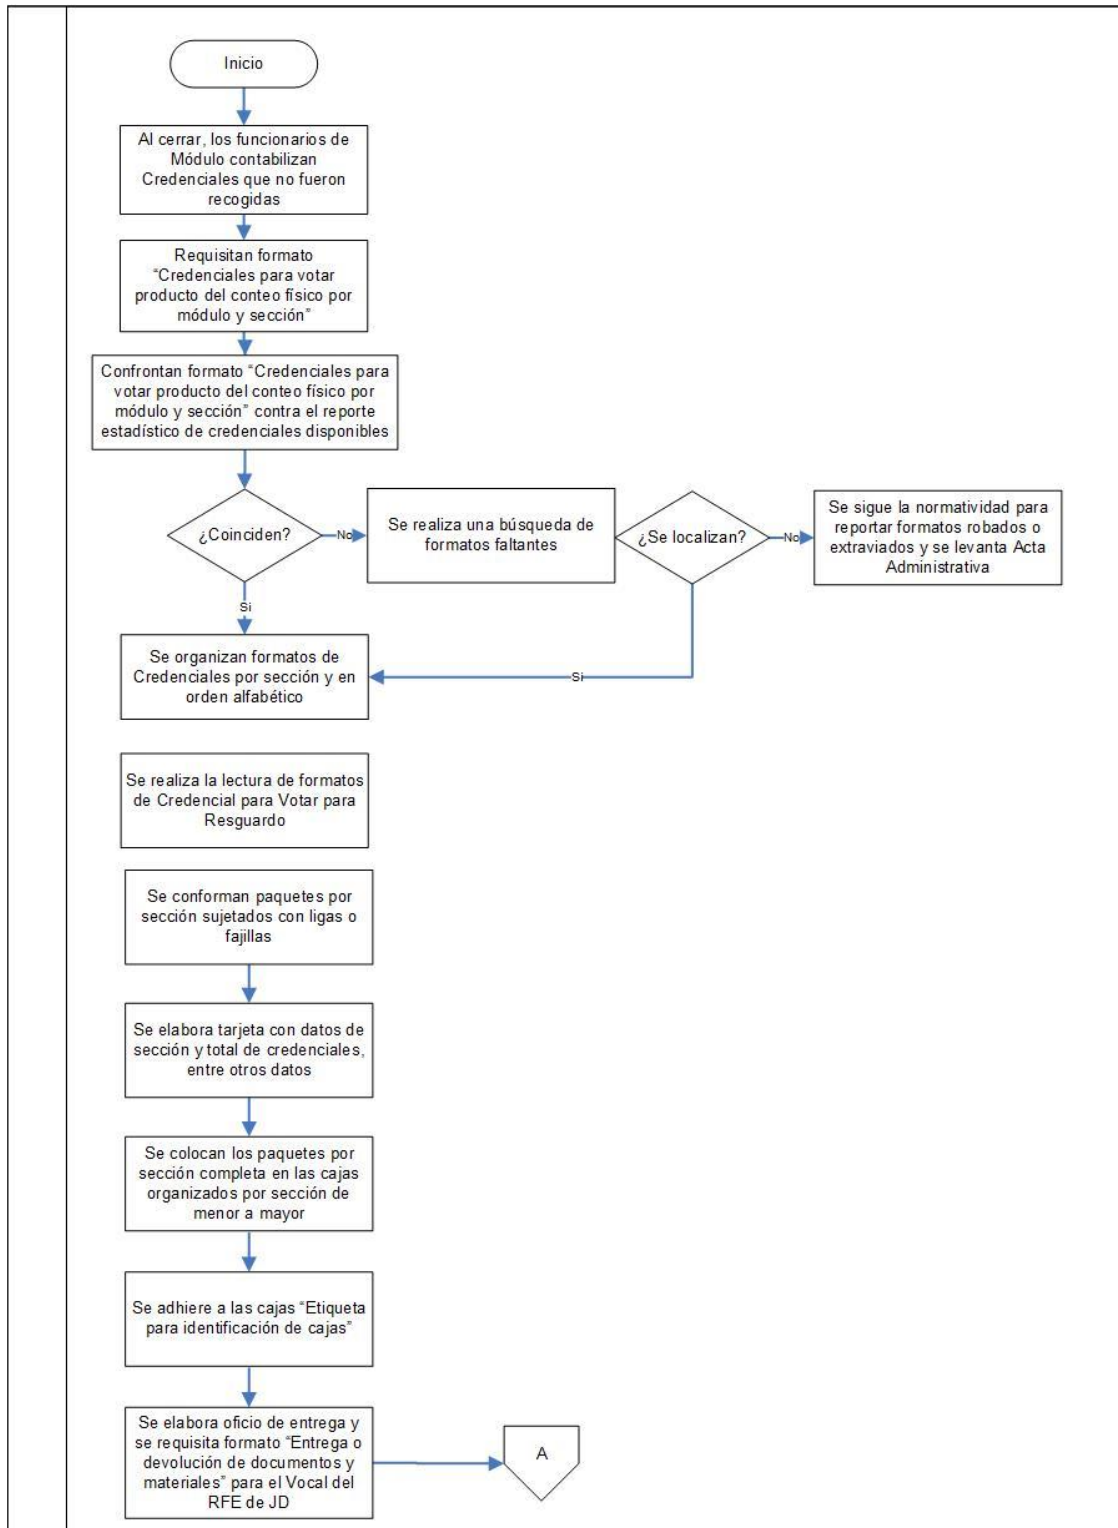 Inicio
Al cerrar, los funcionarios de
Módulo contabilizan
Credenciales que no fueron
recogidas
Requisitan formato
“Credenciales para votar
producto del conteo físico por
módulo y sección”
Confrontan formato “Credenciales para
votar producto del conteo físico por
módulo y sección” contra el reporte
estadístico de credenciales disponibles
¿Coinciden?
No
Se realiza una búsqueda de
formatos faltantes
¿Se localizan?
No
Se sigue la normatividad para
reportar formatos robados o
extraviados y se levanta Acta
Administrativa
Si
Se organizan formatos de
Credenciales por sección y en
orden alfabético
Si
Se realiza la lectura de formatos
de Credencial para Votar para
Resguardo
Se conforman paquetes por
sección sujetados con ligas o
fajillas
Se elabora tarjeta con datos de
sección y total de credenciales,
entre otros datos
Se colocan los paquetes por
sección completa en las cajas
organizados por sección de
menor a mayor
Se adhiere a las cajas “Etiqueta
para identificación de cajas”
Se elabora oficio de entrega y
se requisita formato “Entrega o
devolución de documentos y
materiales” para el Vocal del
RFE de JD
A